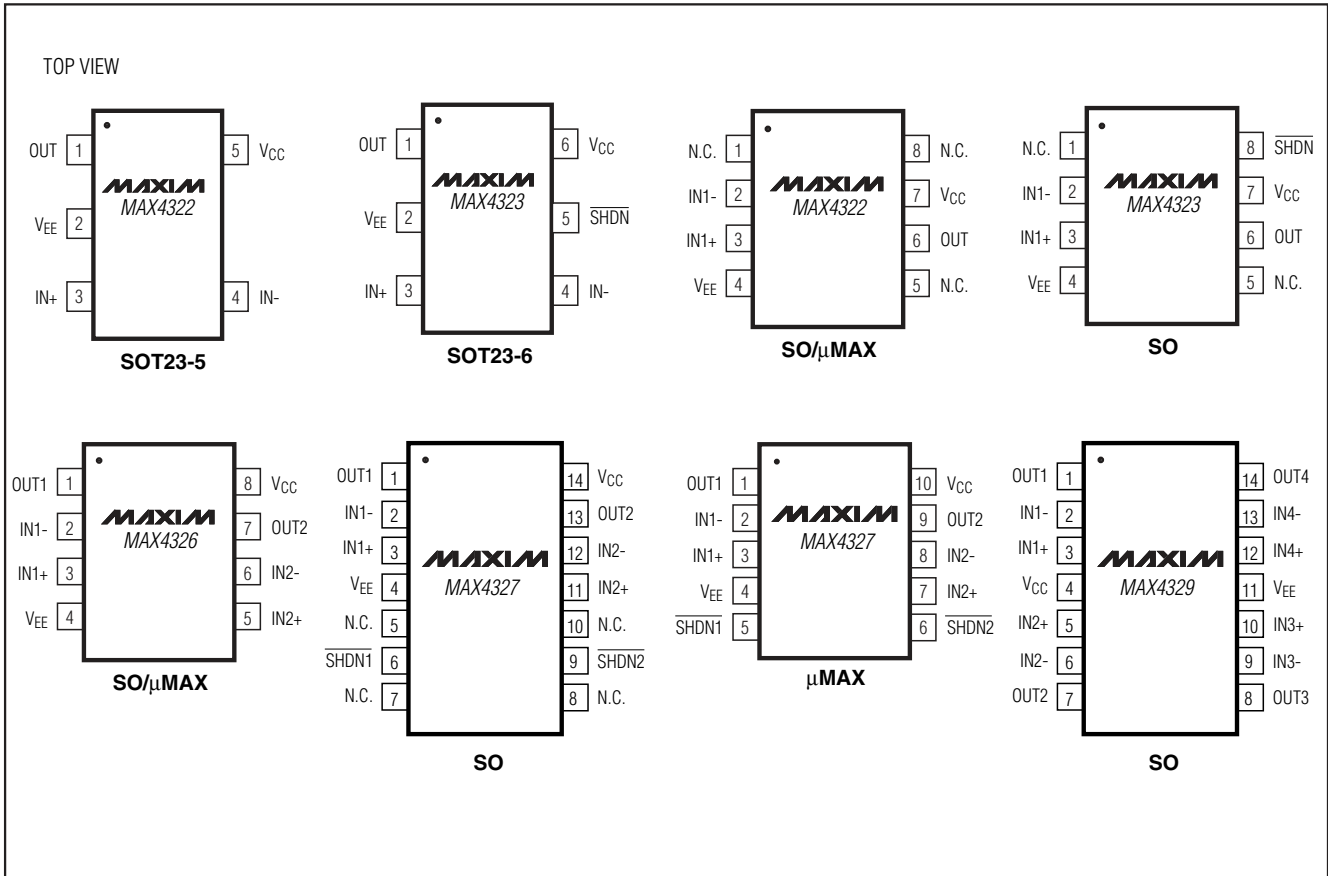 TOP VIEW
OUT 1
VEE 2
IN+ 3
MAXIM
MAX4322
5 VCC
4 IN-
SOT23-5
OUT 1
VEE 2
IN+ 3
MAXIM
MAX4323
6 VCC
5 SHDN
4 IN-
SOT23-6
N.C. 1
IN1- 2
IN1+ 3
VEE 4
MAXIM
MAX4322
8 N.C.
7 VCC
6 OUT
5 N.C.
SO/μMAX
N.C. 1
IN1- 2
IN1+ 3
VEE 4
MAXIM
MAX4323
8 SHDN
7 VCC
6 OUT
5 N.C.
SO
OUT1 1
IN1- 2
IN1+ 3
VEE 4
MAXIM
MAX4326
8 VCC
7 OUT2
6 IN2-
5 IN2+
SO/μMAX
OUT1 1
IN1- 2
IN1+ 3
VEE 4
N.C. 5
SHDN1 6
N.C. 7
MAXIM
MAX4327
14 VCC
13 OUT2
12 IN2-
11 IN2+
10 N.C.
9 SHDN2
8 N.C.
SO
OUT1 1
IN1- 2
IN1+ 3
VEE 4
SHDN1 5
MAXIM
MAX4327
10 VCC
9 OUT2
8 IN2-
7 IN2+
6 SHDN2
μMAX
OUT1 1
IN1- 2
IN1+ 3
VCC 4
IN2+ 5
IN2- 6
OUT2 7
MAXIM
MAX4329
14 OUT4
13 IN4-
12 IN4+
11 VEE
10 IN3+
9 IN3-
8 OUT3
SO